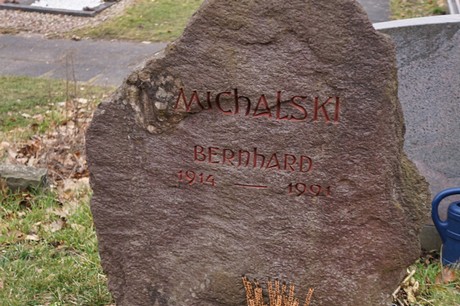 MICHALSKI
BERNHARD
1914 — 1991